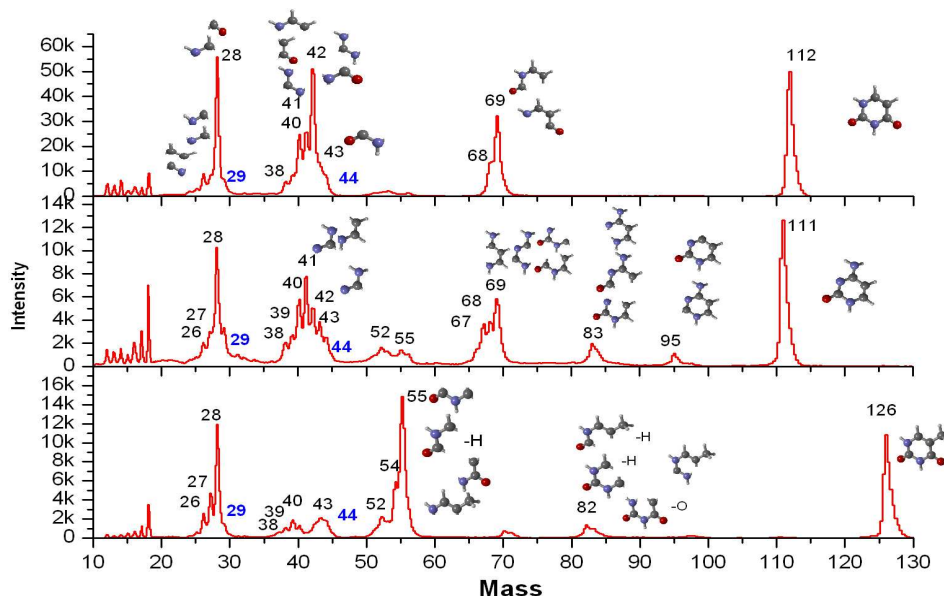 Intensity
60k
50k
40k
30k
20k
10k
0
28
29
42
41
40
38
43
44
69
68
112
14k
12k
10k
8k
6k
4k
2k
0
28
27
26
29
41
40
39
38
42
43
44
52
55
68
67
69
83
95
111
16k
14k
12k
10k
8k
6k
4k
2k
0
28
27
26
29
40
39
38
43
44
55
-H
54
52
-H
-H
-O
82
126
10 20 30 40 50 60 70 80 90 100 110 120 130
Mass